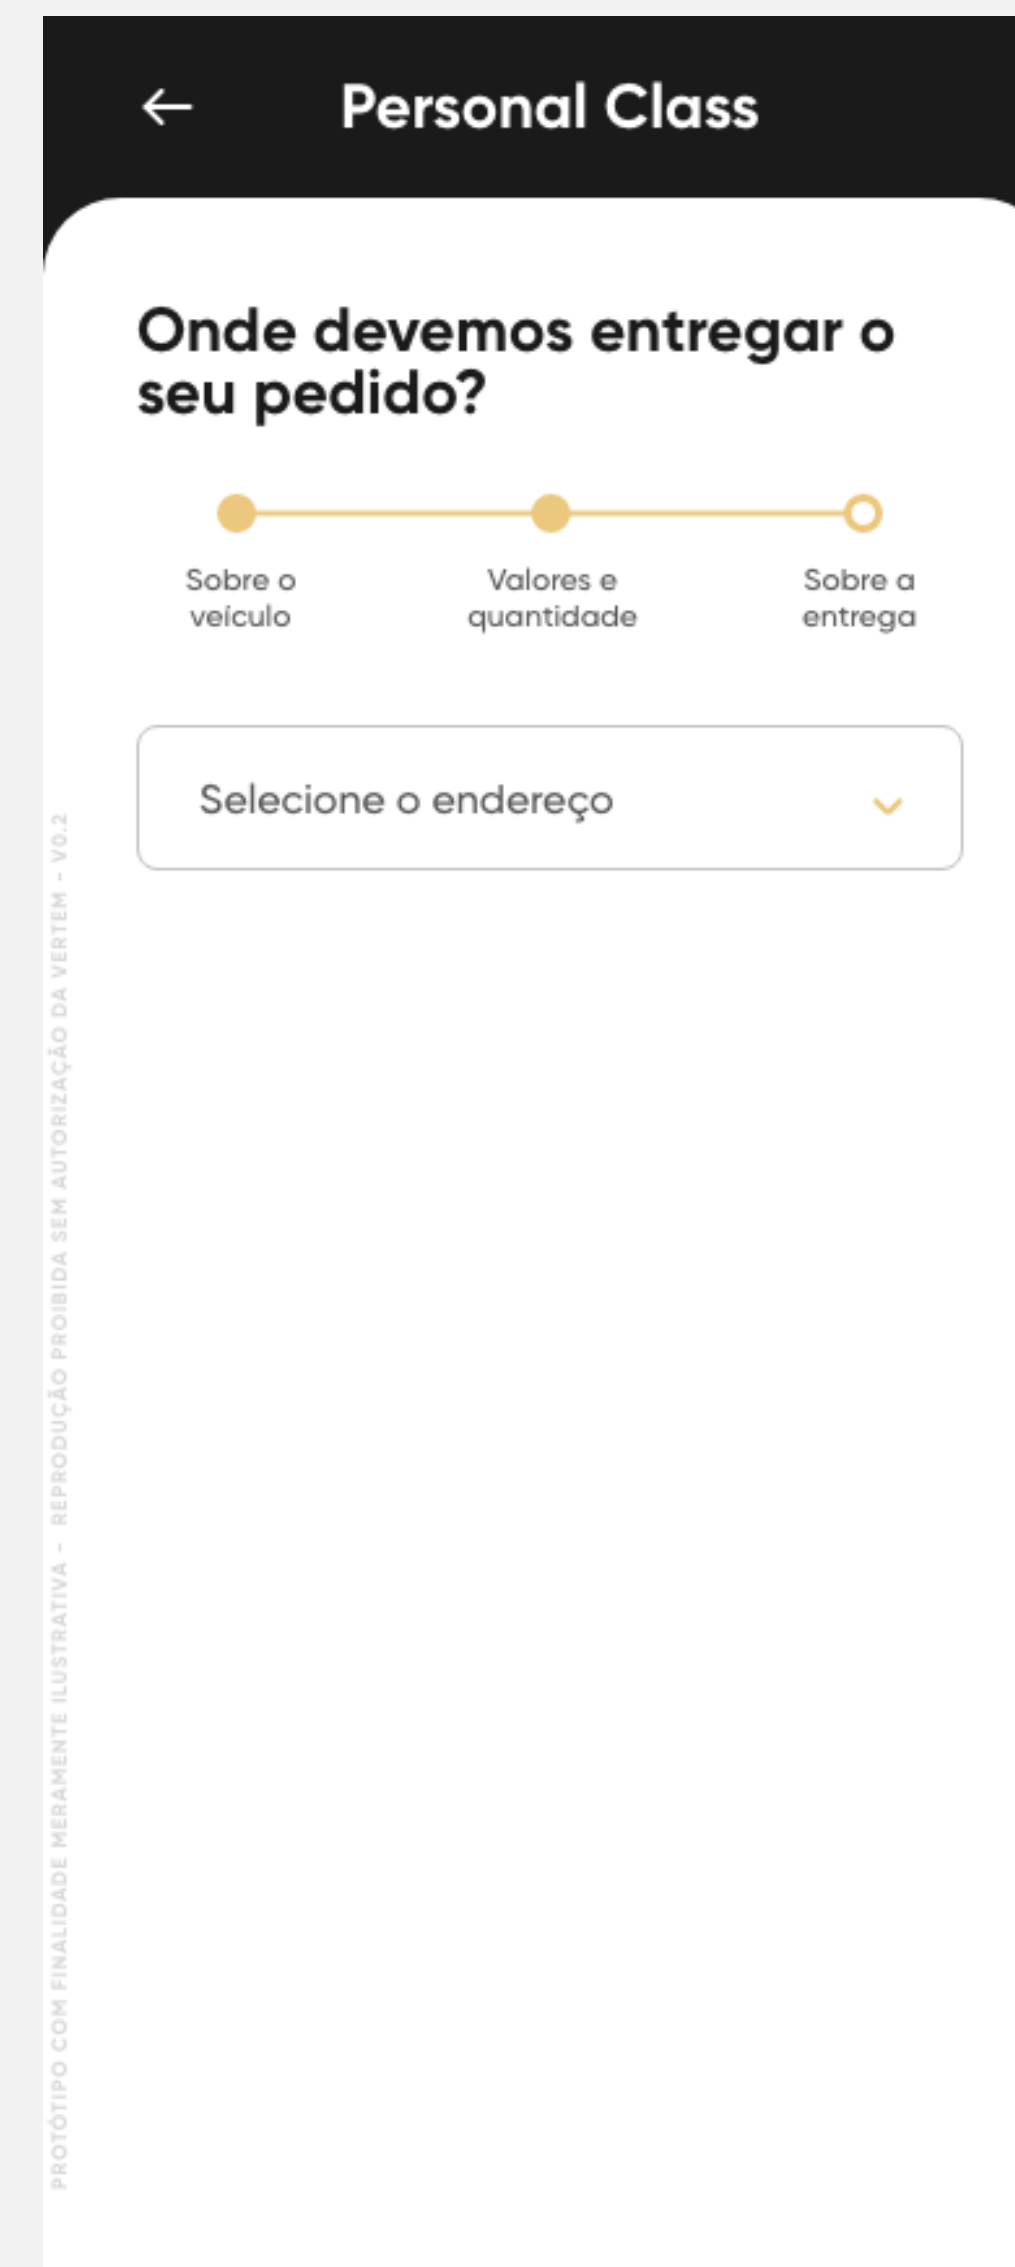 Personal Class
Onde devemos entregar o
seu pedido?
Sobre o
veículo
Valores e
quantidade
Sobre a
entrega
Selecione o endereço
PROTÓTIPO COM FINALIDADE MERAMENTE ILUSTRATIVA - REPRODUÇÃO PROIBIDA SEM AUTORIZAÇÃO DA VERTEM - V0.2